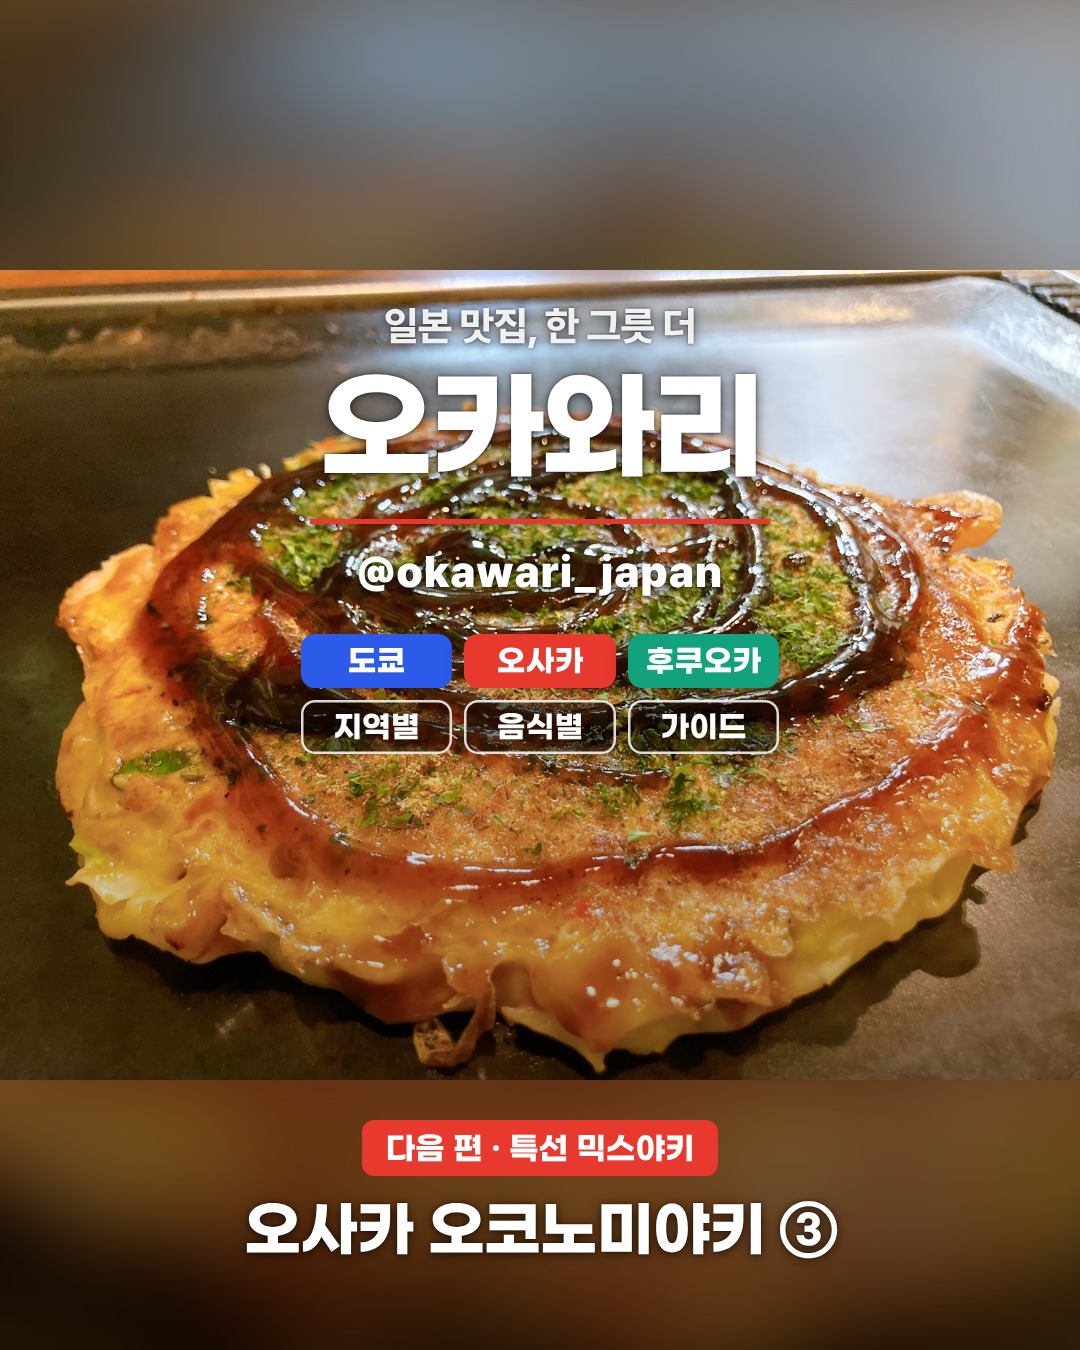 일본 맛집, 한 그릇 더
오카와리
@okawari_japan
도쿄 오사카 후쿠오카
지역별 음식별 가이드
다음 편 · 특선 믹스야키
오사카 오코노미야키 ③